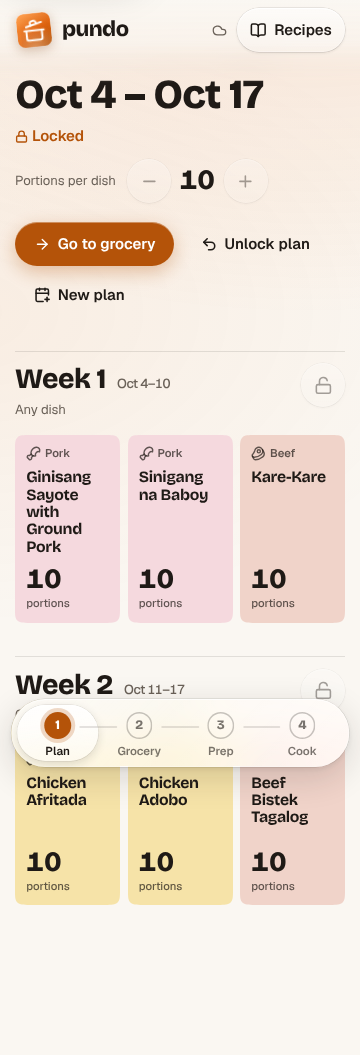 pundo
Recipes
Oct 4 – Oct 17
Locked
Portions per dish
10
Go to grocery
Unlock plan
New plan
Week 1 Oct 4–10
Any dish
Pork
Ginisang
Sayote
with
Ground
Pork
10
portions
Pork
Sinigang
na Baboy
10
portions
Beef
Kare-Kare
10
portions
Week 2 Oct 11–17
1
Plan
2
Grocery
3
Prep
4
Cook
Chicken
Afritada
10
portions
Chicken
Adobo
10
portions
Beef
Bistek
Tagalog
10
portions